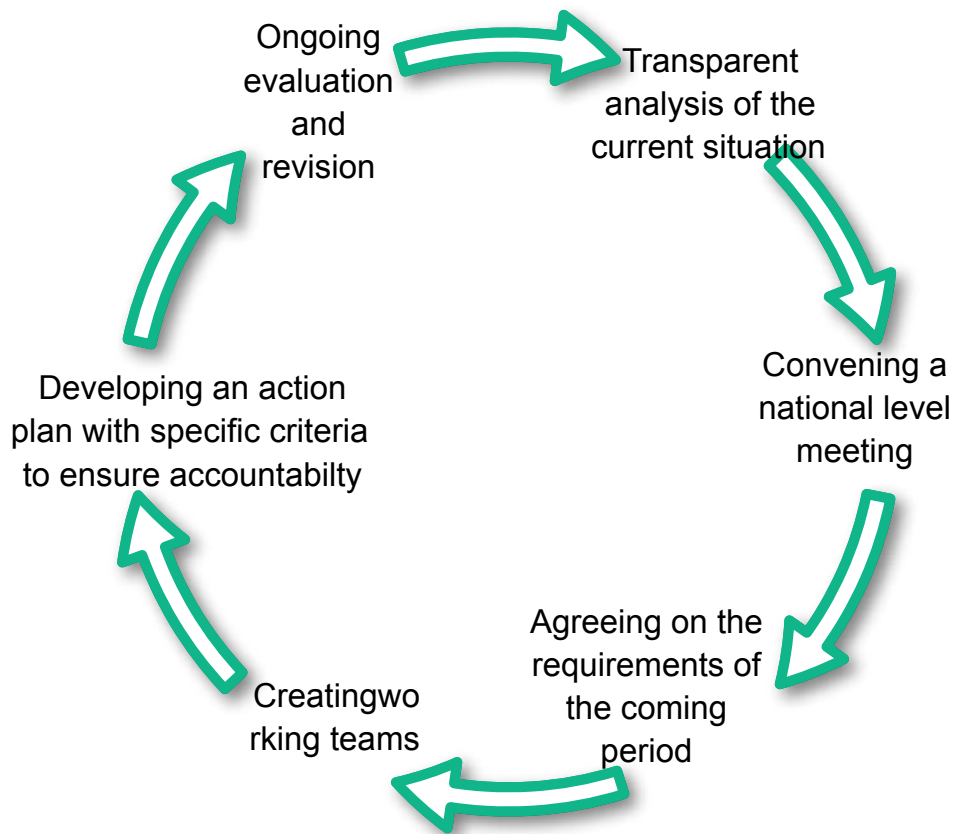 Ongoing
evaluation
and
revision
Transparent
analysis of the
current situation
Convening a
national level
meeting
Agreeing on the
requirements of
the coming
period
Creatingwo
rking teams
Developing an action
plan with specific criteria
to ensure accountabilty